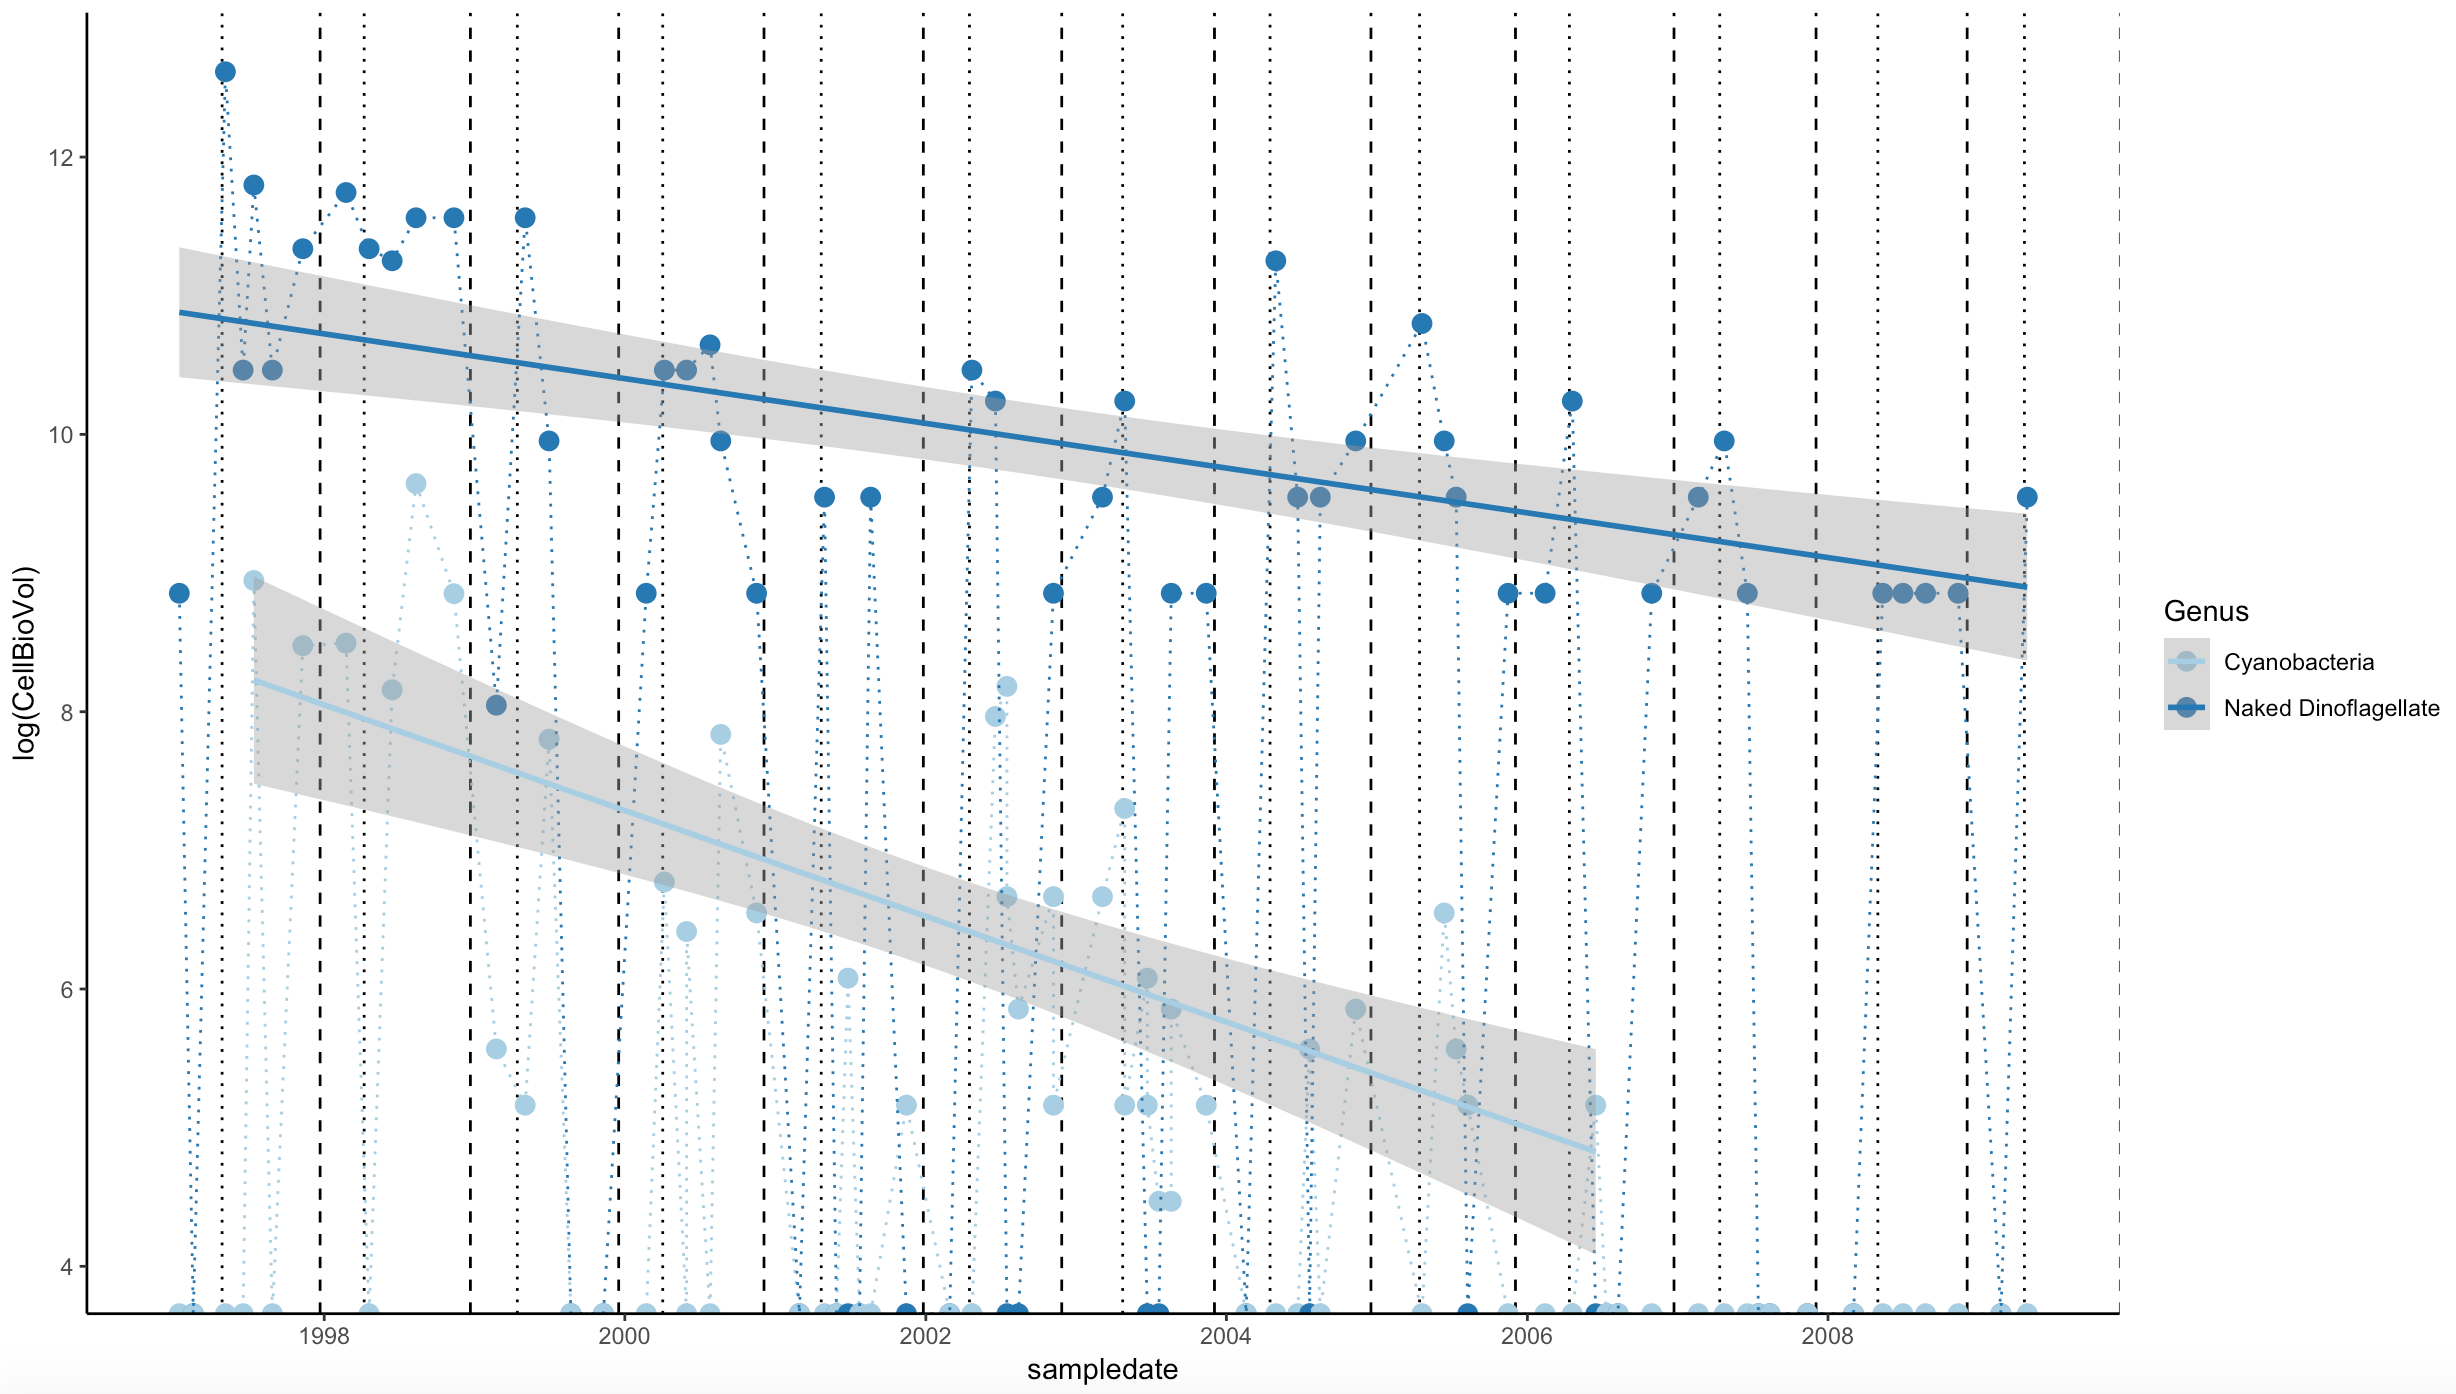 log(CellBioVol)
12
10
8
6
4
1998 2000 2002 2004 2006 2008
sampledate
Genus
Cyanobacteria
Naked Dinoflagellate